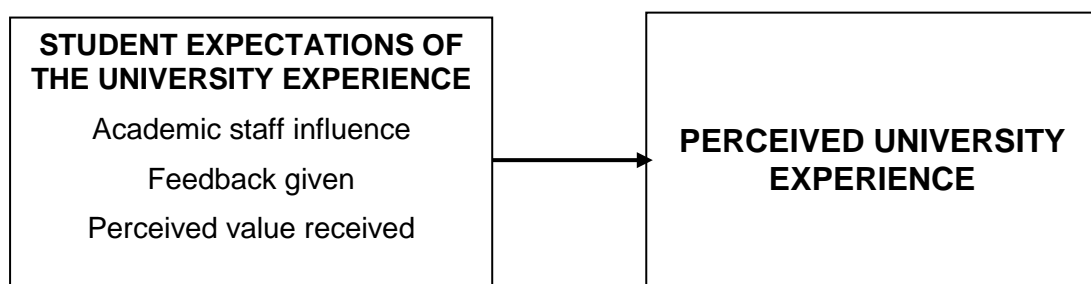 STUDENT EXPECTATIONS OF
THE UNIVERSITY EXPERIENCE
Academic staff influence
Feedback given
Perceived value received
PERCEIVED UNIVERSITY
EXPERIENCE